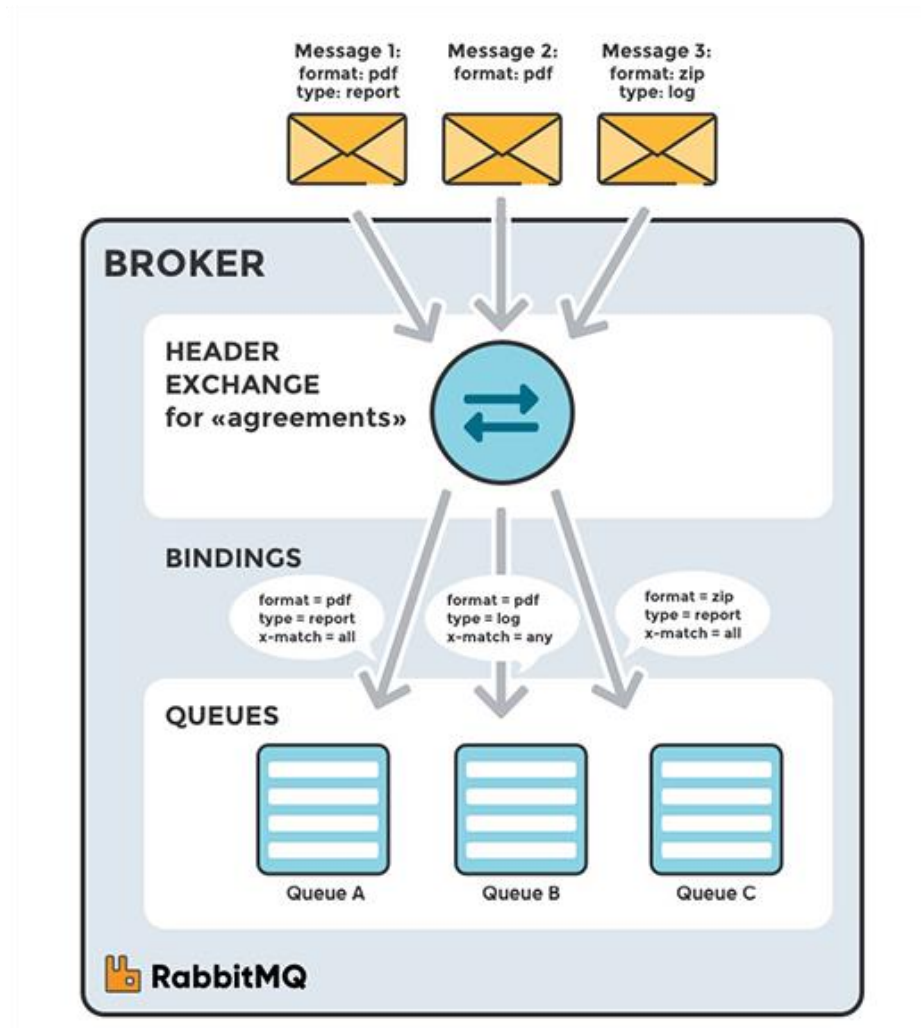 Message 1:
format: pdf
type: report
Message 2:
format: pdf
Message 3:
format: zip
type: log
BROKER
HEADER
EXCHANGE
for «agreements»
BINDINGS
format = pdf
type = report
x-match = all
format = pdf
type = log
x-match = any
format = zip
type = report
x-match = all
QUEUES
Queue A
Queue B
Queue C
RabbitMQ